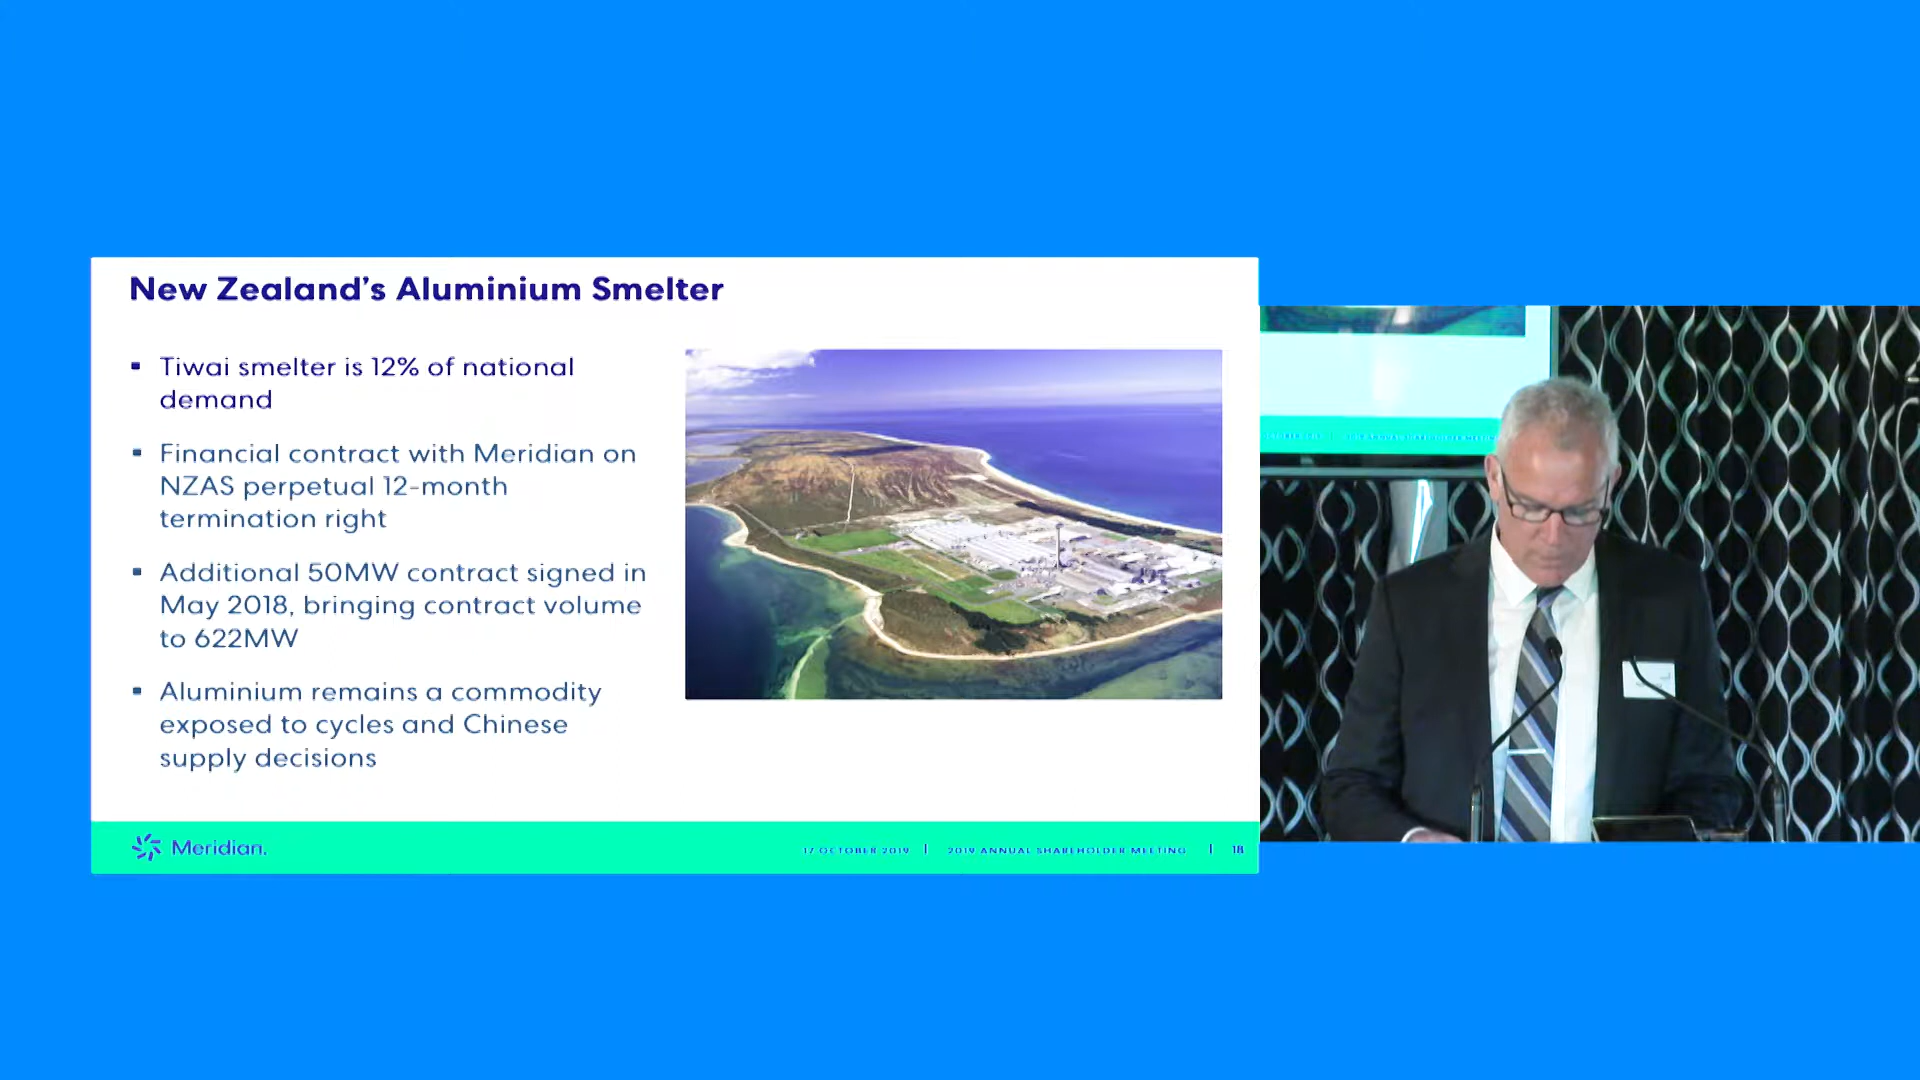 New Zealand's Aluminium Smelter
▪ Tiwai smelter is 12% of national
demand
▪ Financial contract with Meridian on
NZAS perpetual 12-month
termination right
▪ Additional 50MW contract signed in
May 2018, bringing contract volume
to 622MW
▪ Aluminium remains a commodity
exposed to cycles and Chinese
supply decisions
Meridian.
17 OCTOBER 2019 | 2019 ANNUAL SHAREHOLDER MEETING | 18